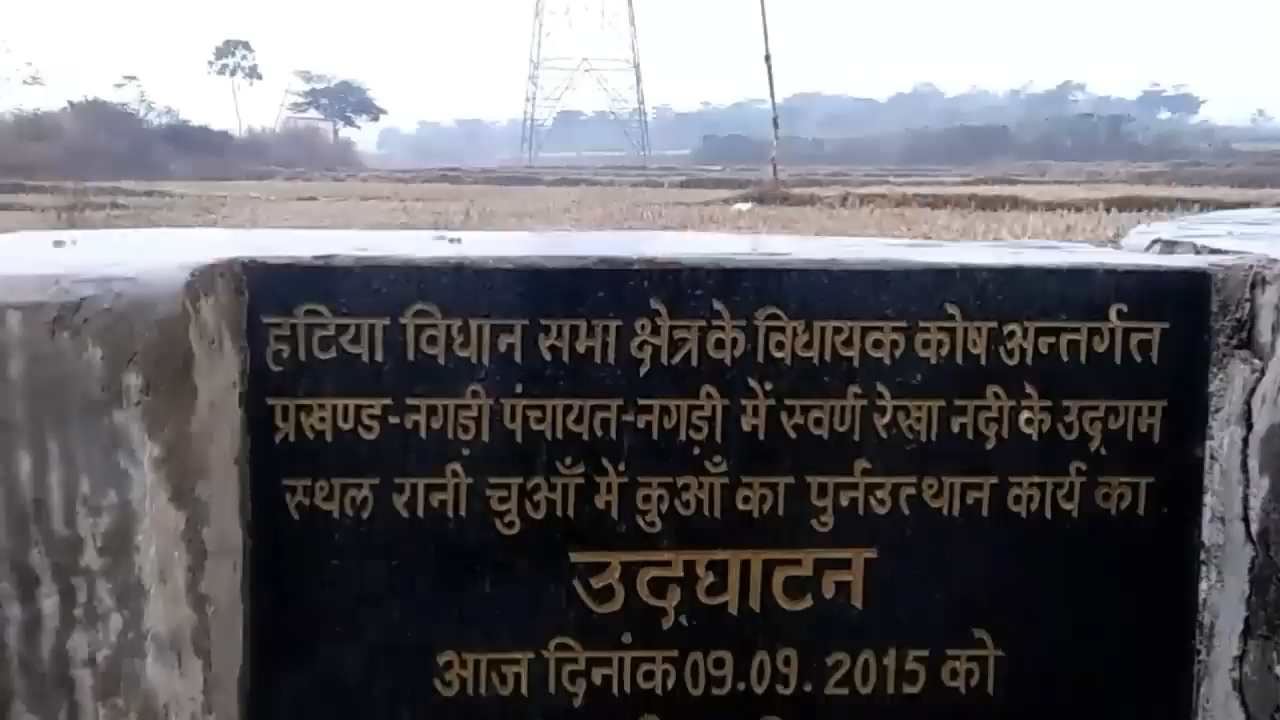 हटिया विधान सभा क्षेत्र के विधायक कोष अन्तर्गत
प्रखण्ड-नगड़ी पंचायत-नगड़ी में स्वर्ण रेखा नदी के उद्गम
स्थल रानी चुआँ में कुआँ का पुर्नउत्थान कार्य का
उद्घाटन
आज दिनांक 09.09.2015 को